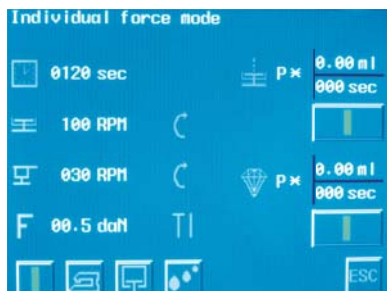 Individual force mode
0120 sec
P* 0.00 ml
000 sec
100 RPM
030 RPM
P* 0.00 ml
000 sec
F 00.5 daN TI
ESC